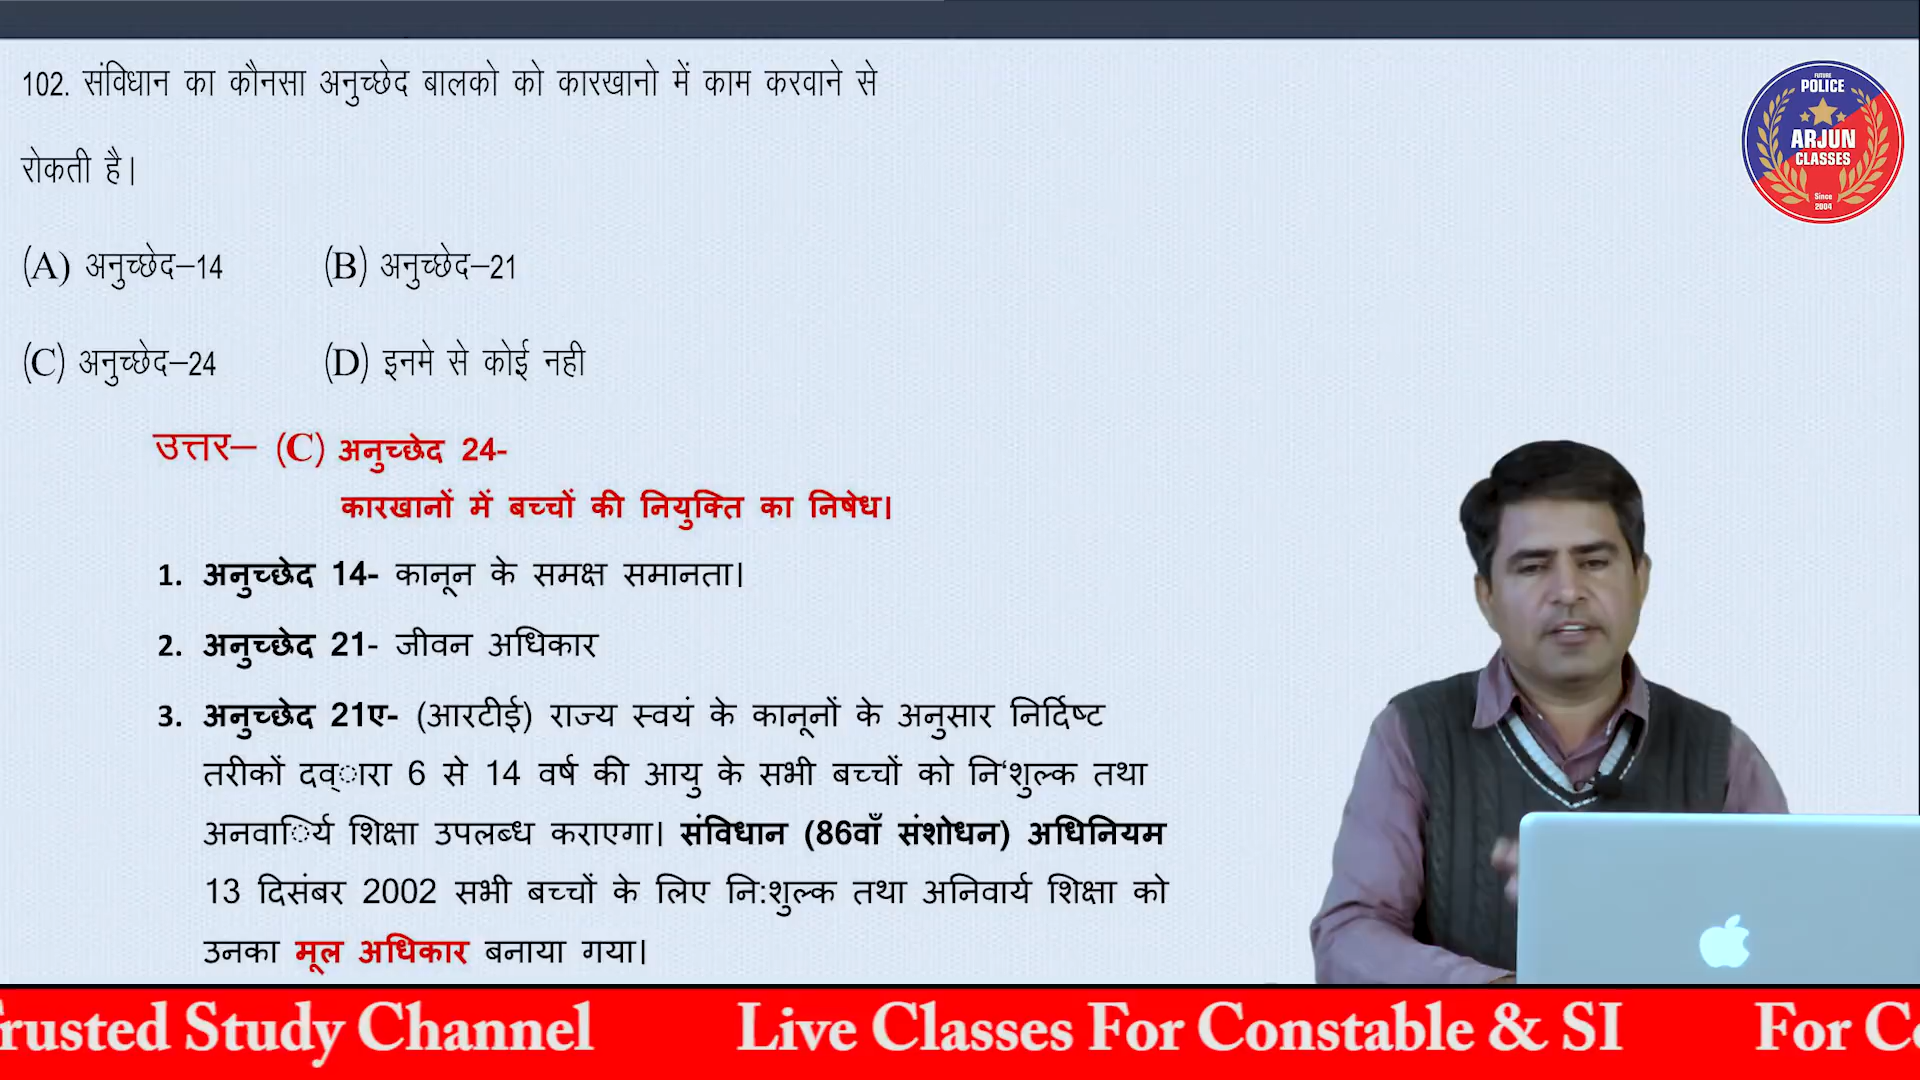 102. संविधान का कौनसा अनुच्छेद बालको को कारखानो में काम करवाने से
रोकती है।
(A) अनुच्छेद–14 (B) अनुच्छेद–21
(C) अनुच्छेद–24 (D) इनमे से कोई नही
उत्तर– (C) अनुच्छेद 24-
कारखानों में बच्चों की नियुक्ति का निषेध।
1. अनुच्छेद 14- कानून के समक्ष समानता।
2. अनुच्छेद 21- जीवन अधिकार
3. अनुच्छेद 21ए- (आरटीई) राज्य स्वयं के कानूनों के अनुसार निर्दिष्ट
तरीकों दव्ारा 6 से 14 वर्ष की आयु के सभी बच्चों को नि‘शुल्क तथा
अनवािर्य शिक्षा उपलब्ध कराएगा। संविधान (86वाँ संशोधन) अधिनियम
13 दिसंबर 2002 सभी बच्चों के लिए नि:शुल्क तथा अनिवार्य शिक्षा को
उनका मूल अधिकार बनाया गया।
FUTURE
POLICE
ARJUN
CLASSES
Since
2004
Trusted Study Channel Live Classes For Constable & SI For